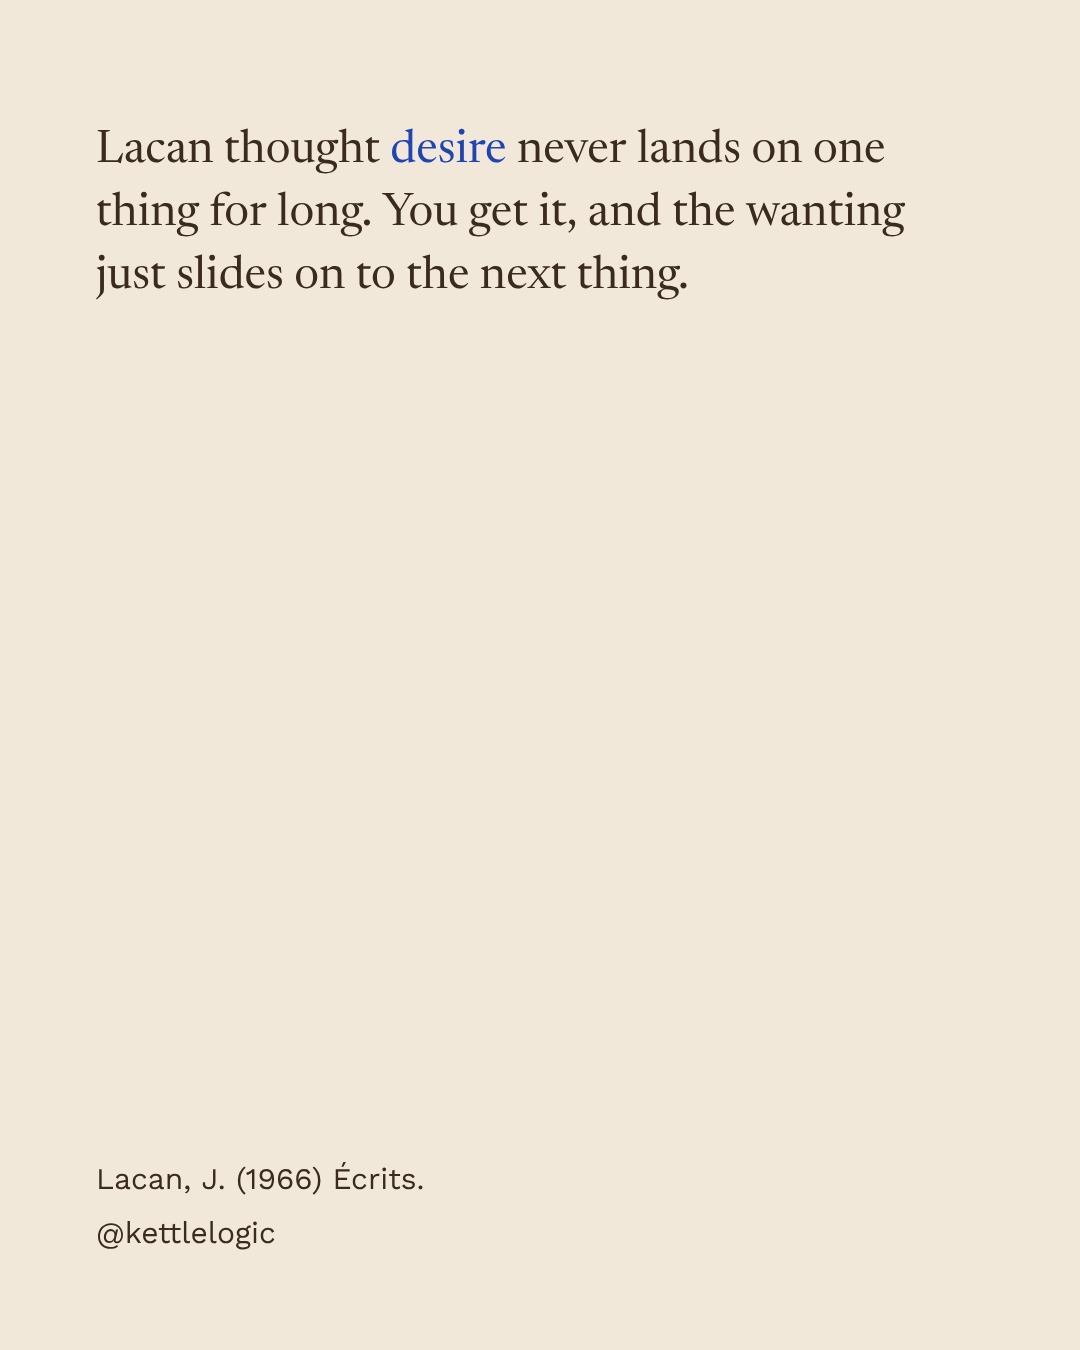 Lacan thought desire never lands on one
thing for long. You get it, and the wanting
just slides on to the next thing.
Lacan, J. (1966) Écrits.
@kettlelogic